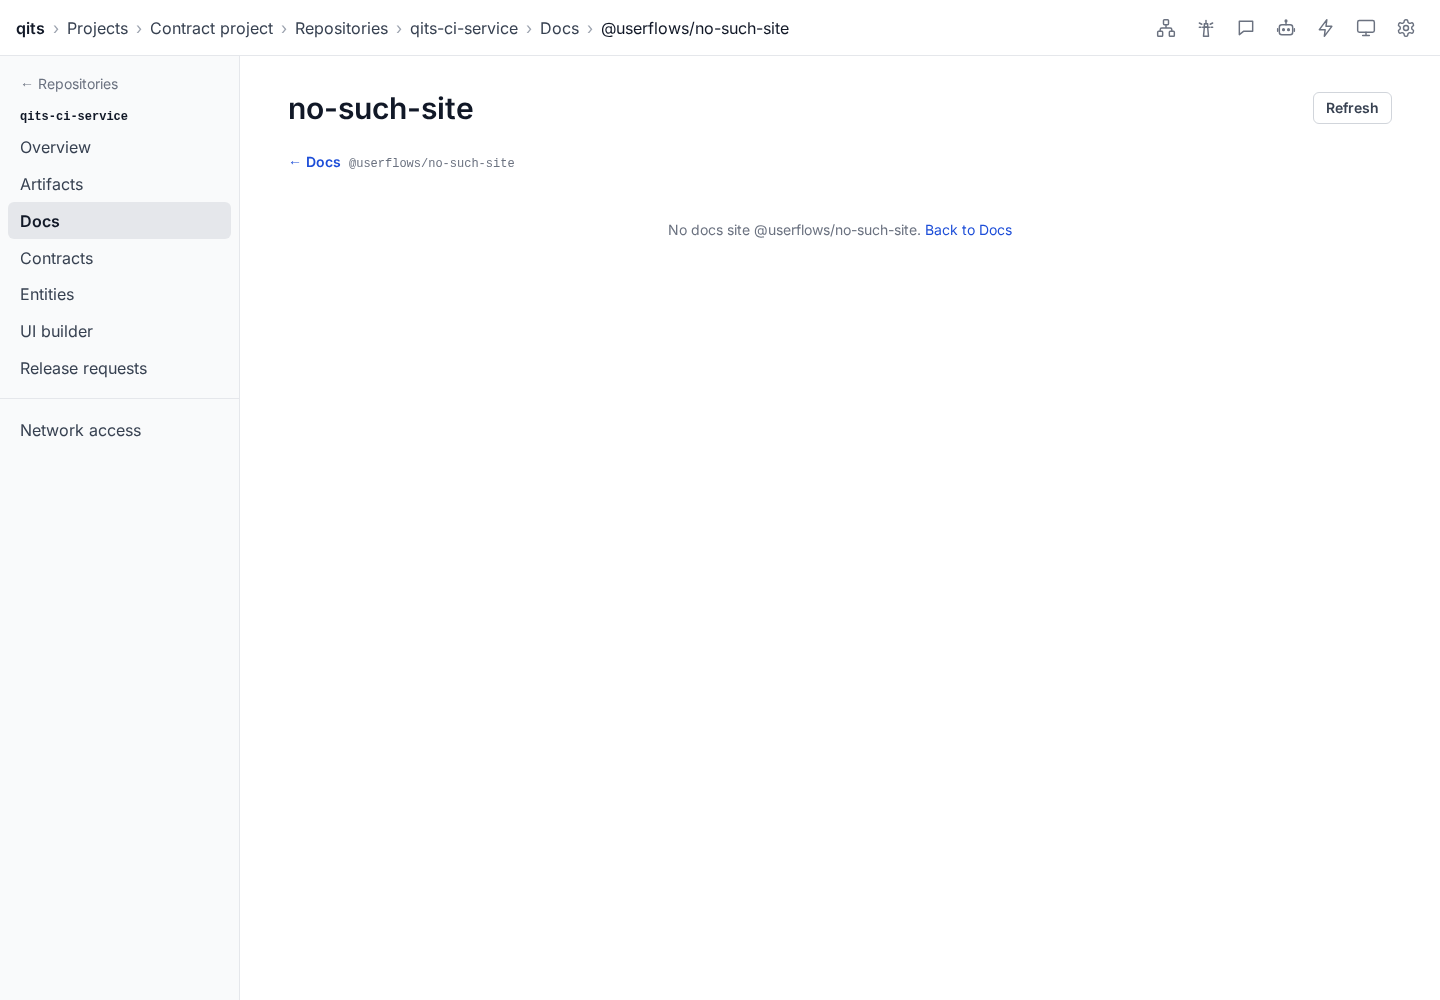 qits › Projects › Contract project › Repositories › qits-ci-service › Docs › @userflows/no-such-site
← Repositories
qits-ci-service
Overview
Artifacts
Docs
Contracts
Entities
UI builder
Release requests
Network access
no-such-site
Refresh
← Docs @userflows/no-such-site
No docs site @userflows/no-such-site. Back to Docs